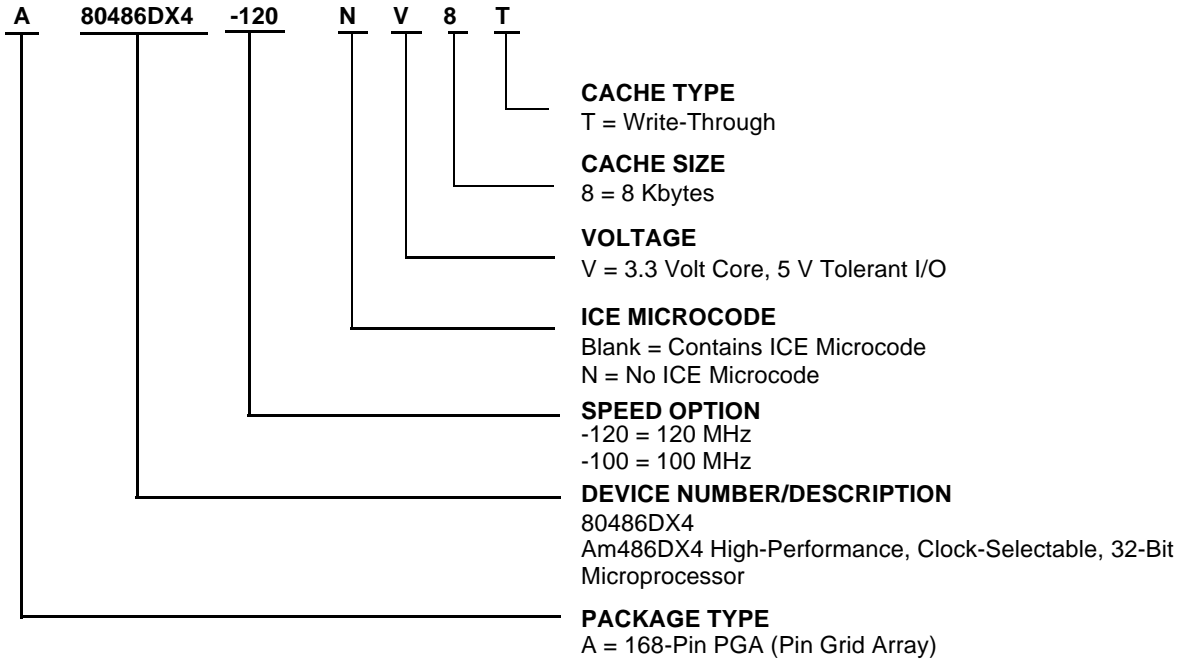 A 80486DX4 -120 N V 8 T
CACHE TYPE
T = Write-Through
CACHE SIZE
8 = 8 Kbytes
VOLTAGE
V = 3.3 Volt Core, 5 V Tolerant I/O
ICE MICROCODE
Blank = Contains ICE Microcode
N = No ICE Microcode
SPEED OPTION
-120 = 120 MHz
-100 = 100 MHz
DEVICE NUMBER/DESCRIPTION
80486DX4
Am486DX4 High-Performance, Clock-Selectable, 32-Bit
Microprocessor
PACKAGE TYPE
A = 168-Pin PGA (Pin Grid Array)